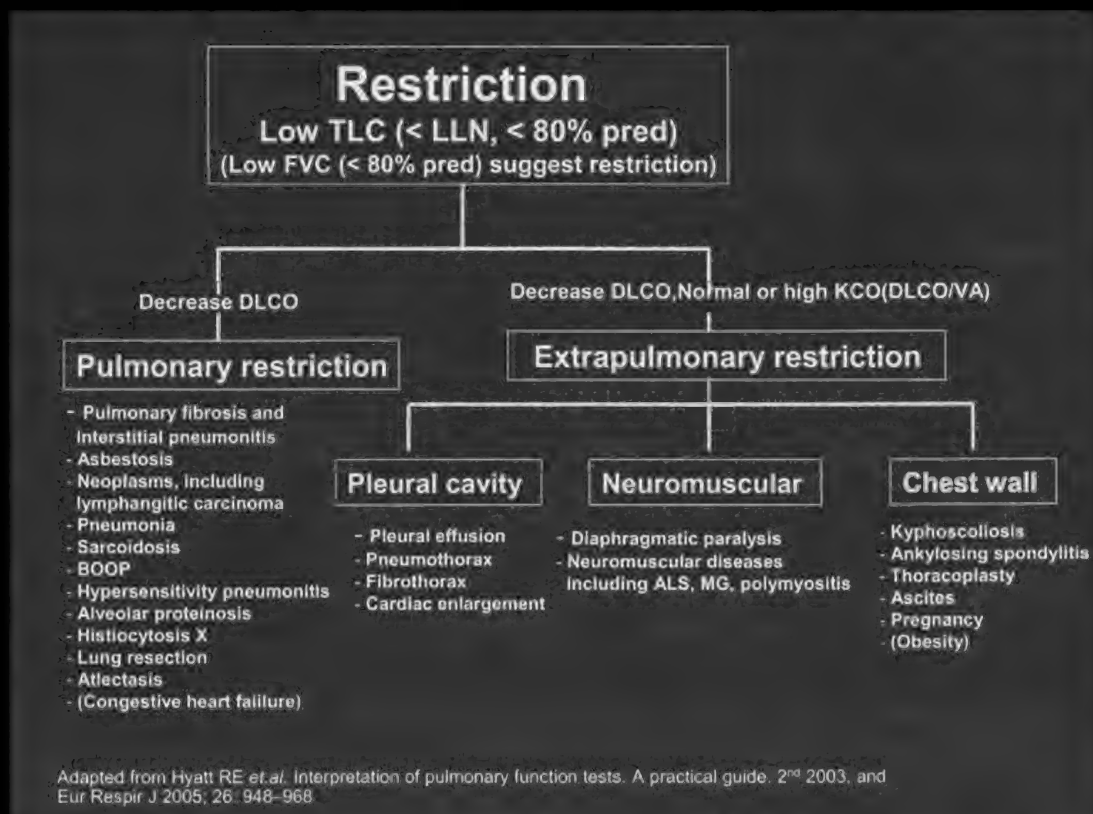 Restriction
Low TLC (< LLN, < 80% pred)
(Low FVC (< 80% pred) suggest restriction)
Decrease DLCO
Decrease DLCO,Normal or high KCO(DLCO/VA)
Pulmonary restriction
- Pulmonary fibrosis and
Interstitial pneumonitis
- Asbestosis
- Neoplasms, including
lymphangitic carcinoma
- Pneumonia
- Sarcoidosis
- BOOP
- Hypersensitivity pneumonitis
- Alveolar proteinosis
- Histiocytosis X
- Lung resection
- Atlectasis
- (Congestive heart faillure)
Extrapulmonary restriction
Pleural cavity
- Pleural effusion
- Pneumothorax
- Fibrothorax
- Cardiac enlargement
Neuromuscular
- Diaphragmatic paralysis
- Neuromuscular diseases
Including ALS, MG, polymyositis
Chest wall
- Kyphoscoliosis
- Ankylosing spondylitis
- Thoracoplasty
- Ascites
- Pregnancy
- (Obesity)
Adapted from Hyatt RE et.al. Interpretation of pulmonary function tests. A practical guide. 2nd 2003, and
Eur Respir J 2005; 26: 948–968